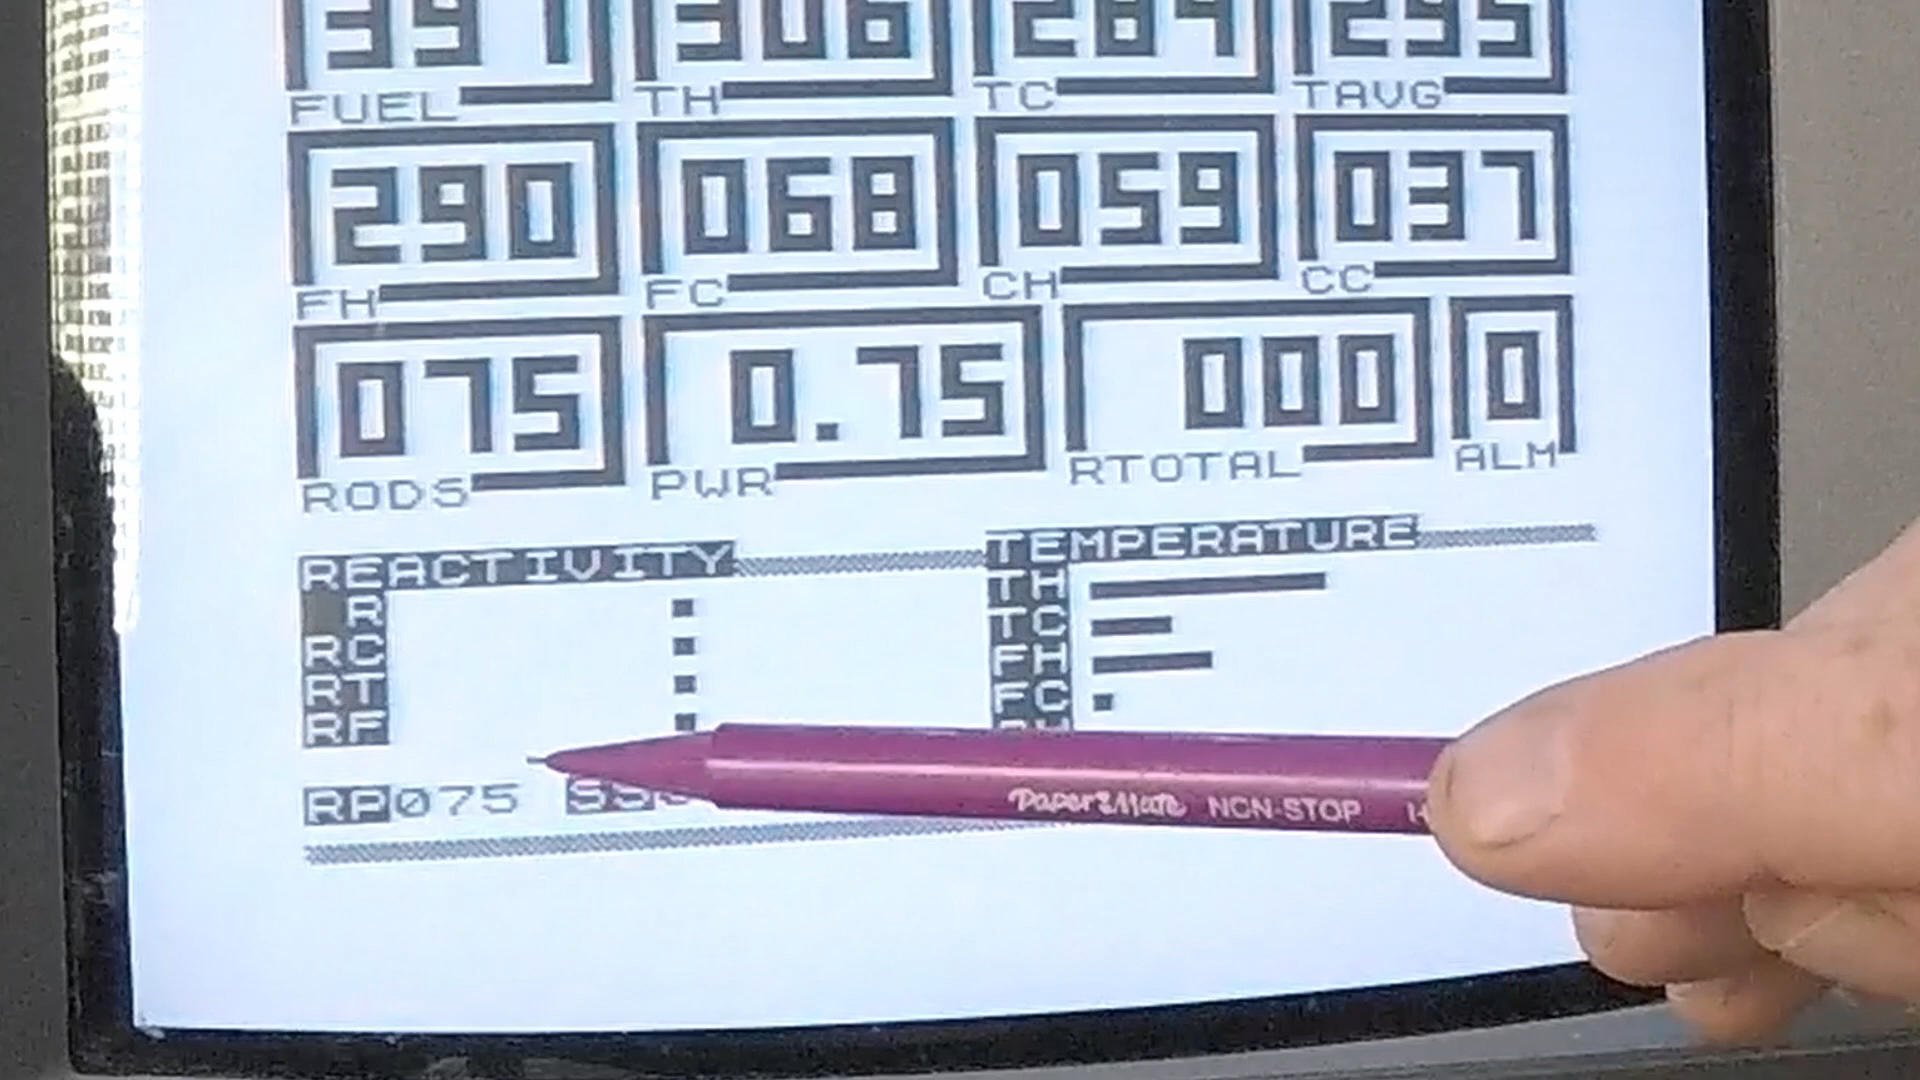 391 306 284 295
FUEL TH TC TAVG
290 068 059 037
FH FC CH CC
075 0.75 000 0
RODS PWR RTOTAL ALM
REACTIVITY TEMPERATURE
R TH
RC TC
RT FH
RF FC
RP075
PaperMate NON-STOP